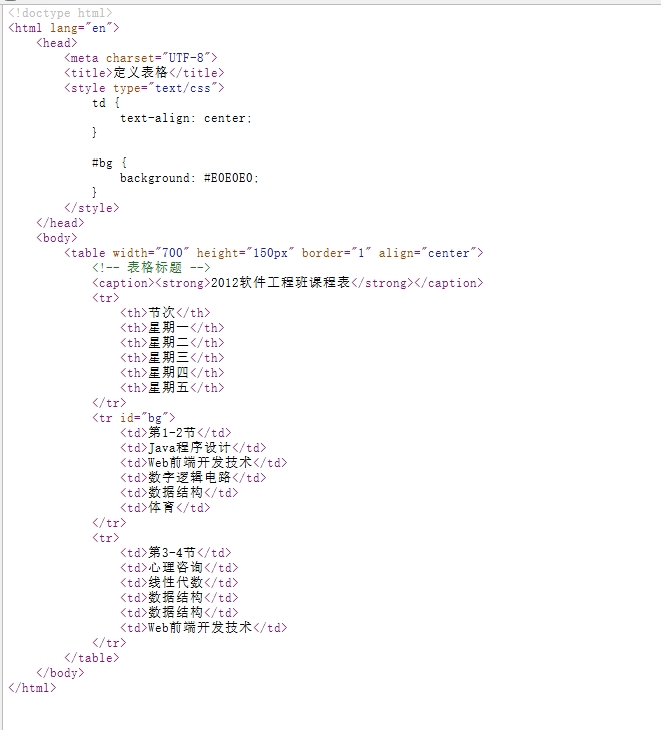 <!doctype html>
<html lang="en">
    <head>
        <meta charset="UTF-8">
        <title>定义表格</title>
        <style type="text/css">
            td {
                text-align: center;
            }

            #bg {
                background: #E0E0E0;
            }
        </style>
    </head>
    <body>
        <table width="700" height="150px" border="1" align="center">
            <!-- 表格标题 -->
            <caption><strong>2012软件工程班课程表</strong></caption>
            <tr>
                <th>节次</th>
                <th>星期一</th>
                <th>星期二</th>
                <th>星期三</th>
                <th>星期四</th>
                <th>星期五</th>
            </tr>
            <tr id="bg">
                <td>第1-2节</td>
                <td>Java程序设计</td>
                <td>Web前端开发技术</td>
                <td>数字逻辑电路</td>
                <td>数据结构</td>
                <td>体育</td>
            </tr>
            <tr>
                <td>第3-4节</td>
                <td>心理咨询</td>
                <td>线性代数</td>
                <td>数据结构</td>
                <td>数据结构</td>
                <td>Web前端开发技术</td>
            </tr>
        </table>
    </body>
</html>